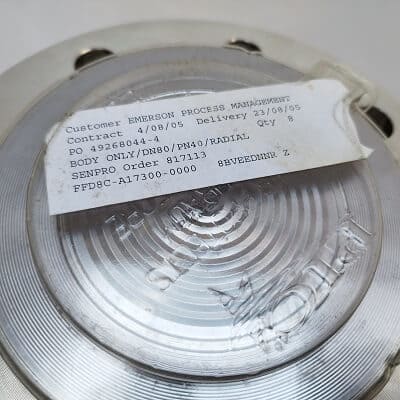 Customer EMERSON PROCESS MANAGEMENT
Contract 4/08/05 Delivery 23/08/05
PO 49268044-4 Qty 8
BODY ONLY/DN80/PN40/RADIAL
SENPRO Order 817113
FFD8C-A17300-0000 8BVEEDNNR Z